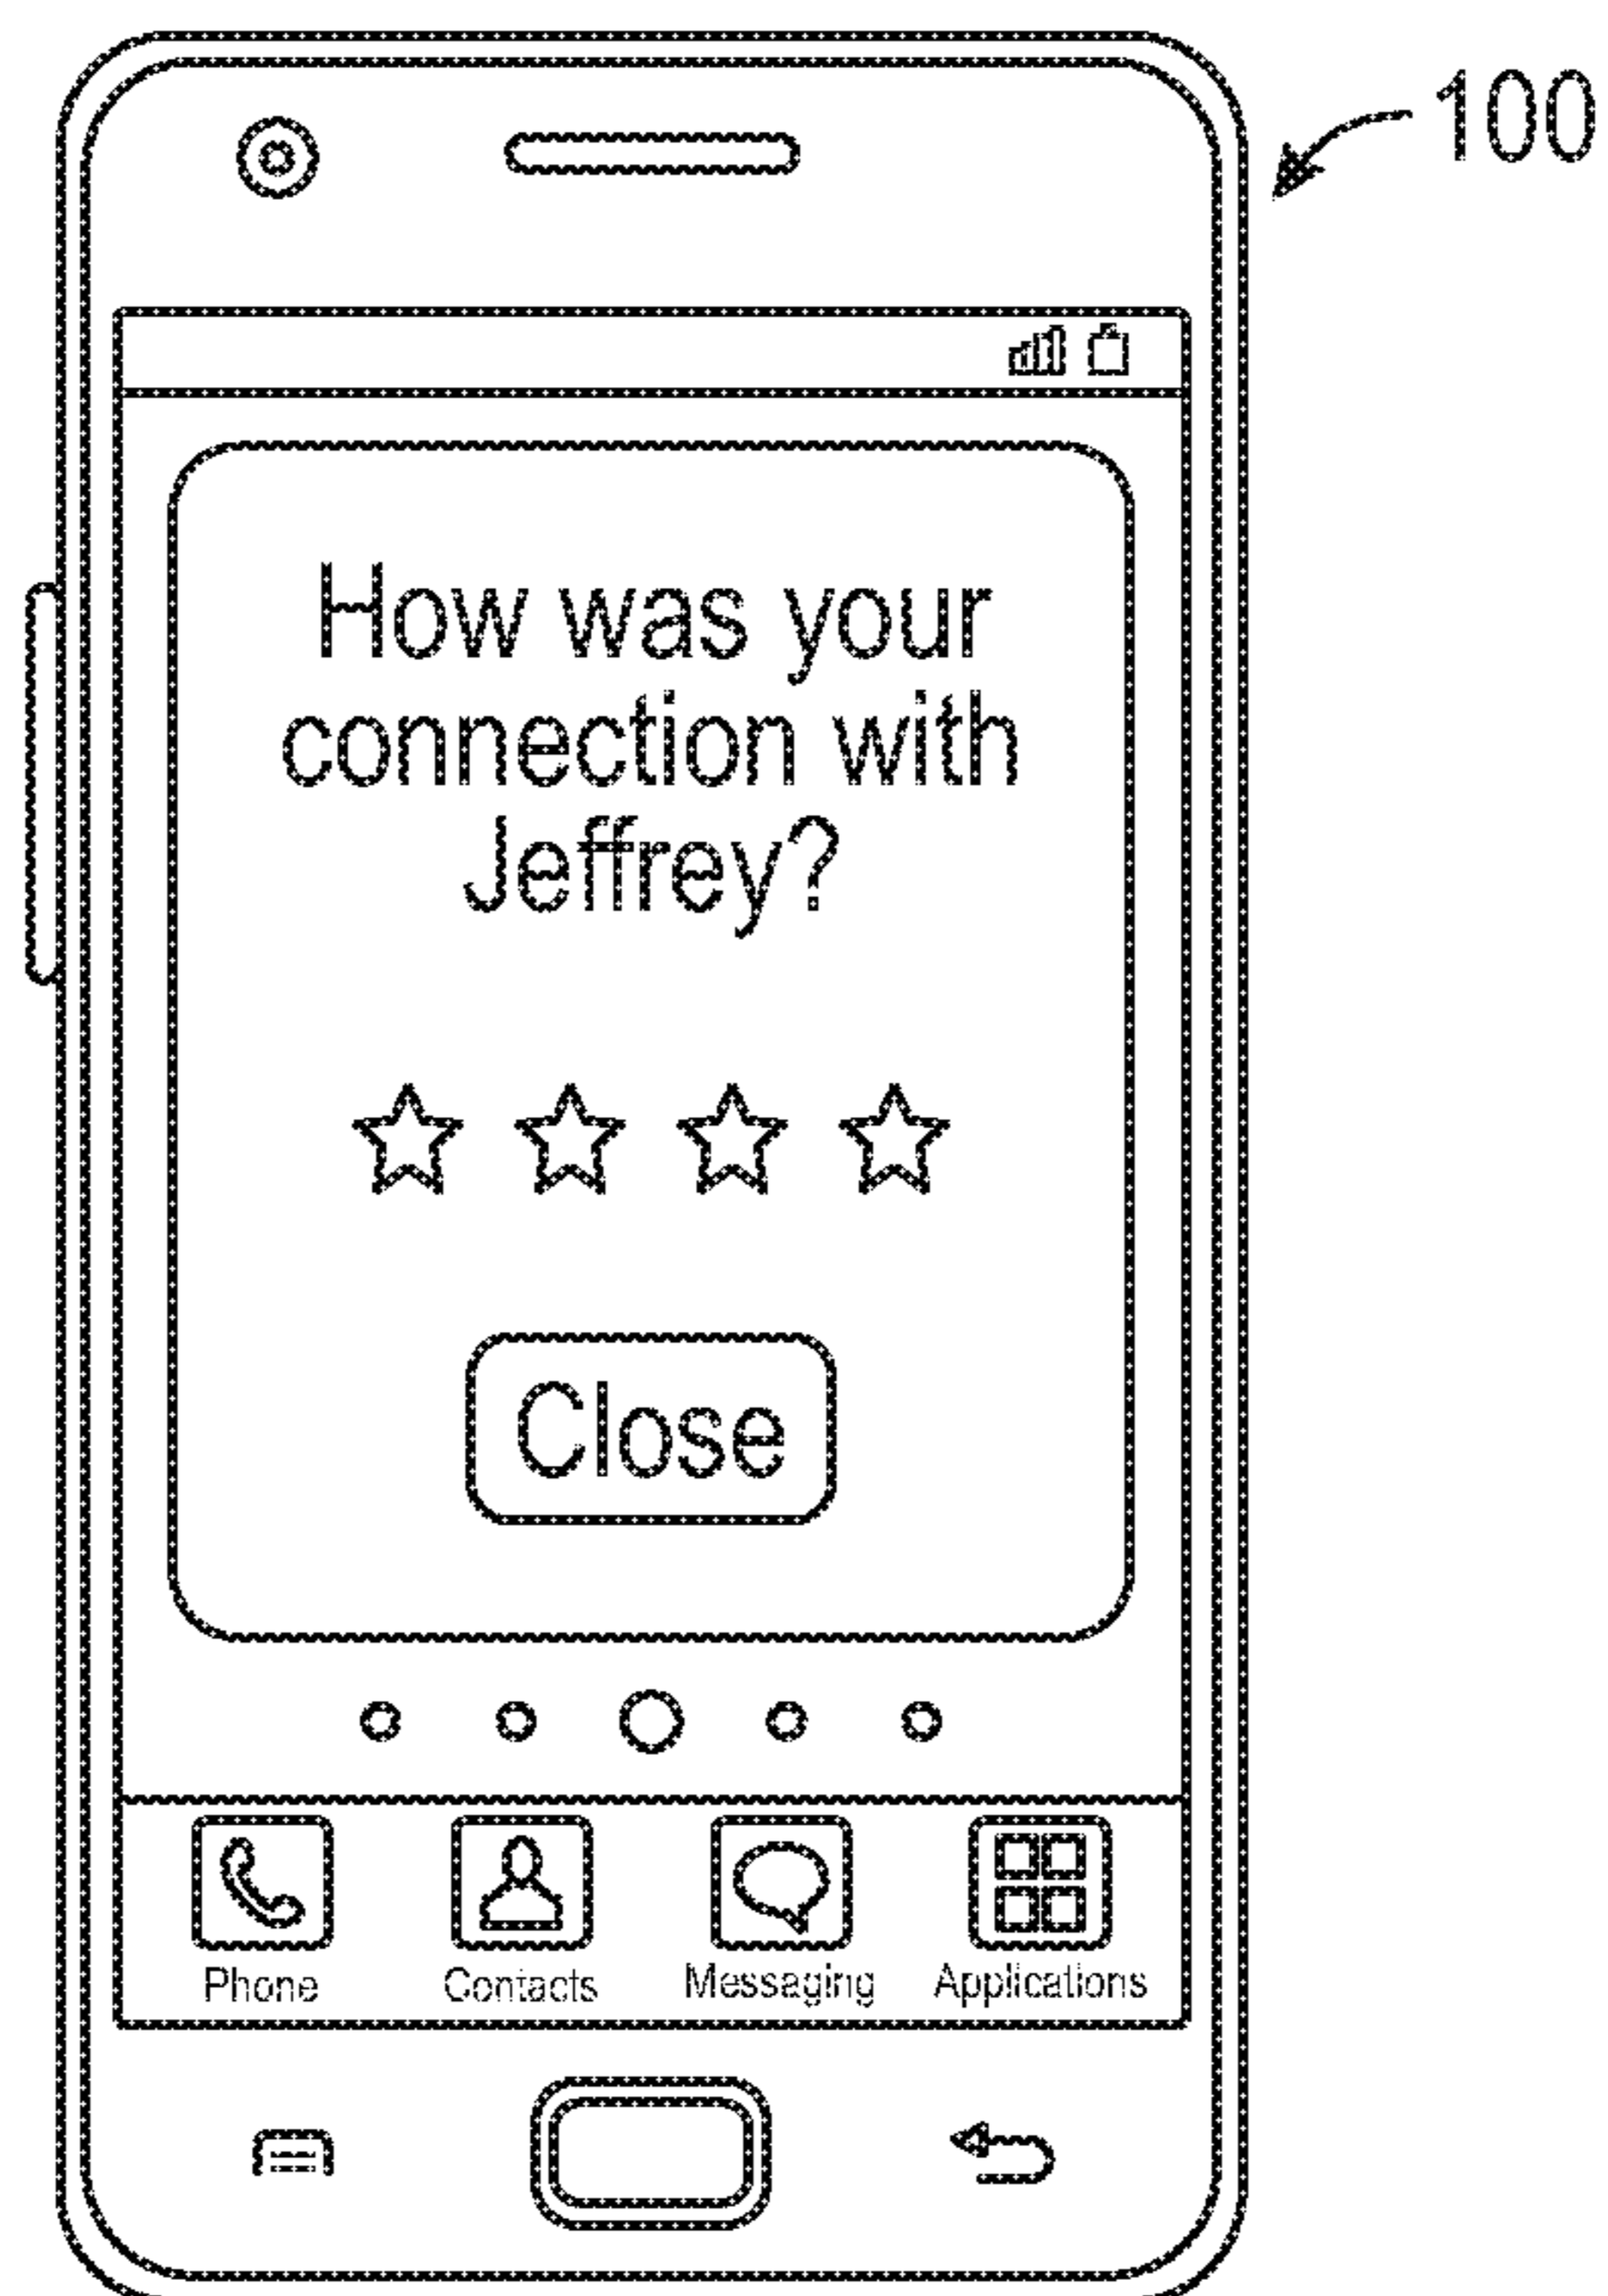 100
How was your
connection with
Jeffrey?
Close
Phone Contacts Messaging Applications